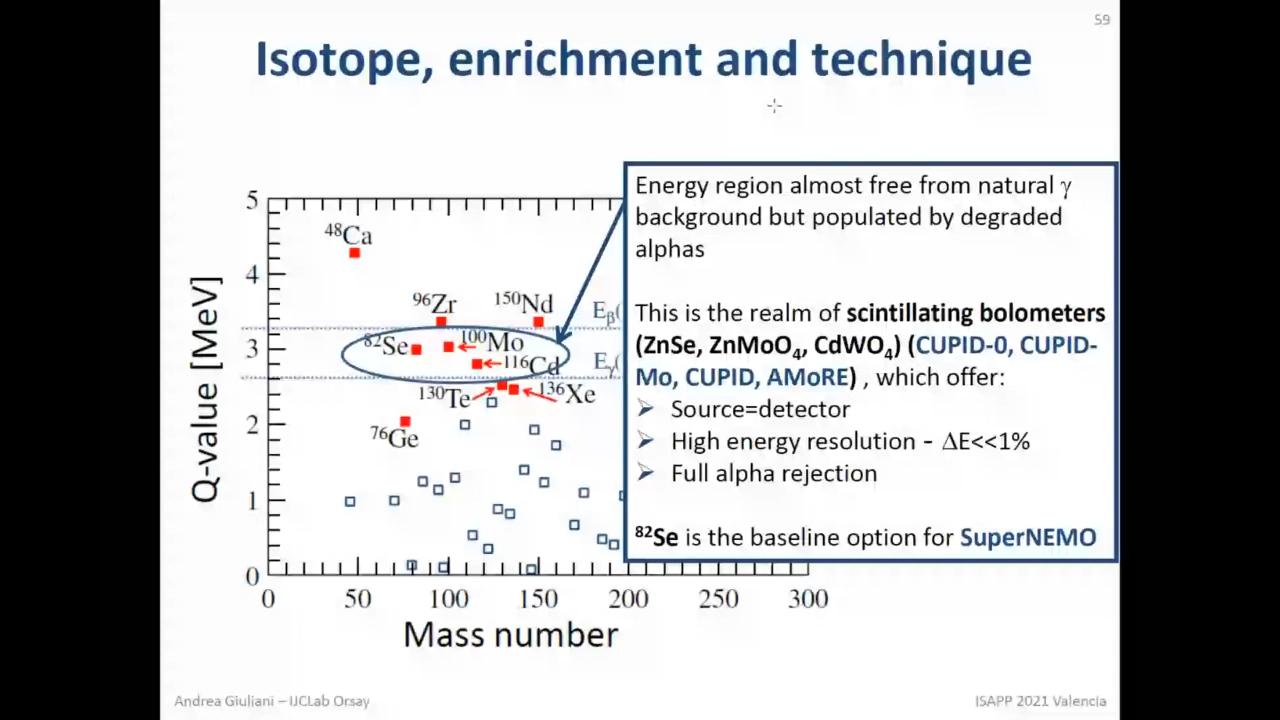 59
Isotope, enrichment and technique
Energy region almost free from natural γ
background but populated by degraded
alphas
This is the realm of scintillating bolometers
(ZnSe, ZnMoO₄, CdWO₄) (CUPID-0, CUPID-
Mo, CUPID, AMoRE) , which offer:
➢ Source=detector
➢ High energy resolution - ΔE<<1%
➢ Full alpha rejection
⁸²Se is the baseline option for SuperNEMO
Q-value [MeV]
5
4
3
2
1
0
⁴⁸Ca
⁹⁶Zr
¹⁵⁰Nd
Eβ(
⁸²Se
¹⁰⁰Mo
¹¹⁶Cd
Eγ(
¹³⁰Te
¹³⁶Xe
⁷⁶Ge
0 50 100 150 200 250 300
Mass number
Andrea Giuliani – IJCLab Orsay
ISAPP 2021 Valencia